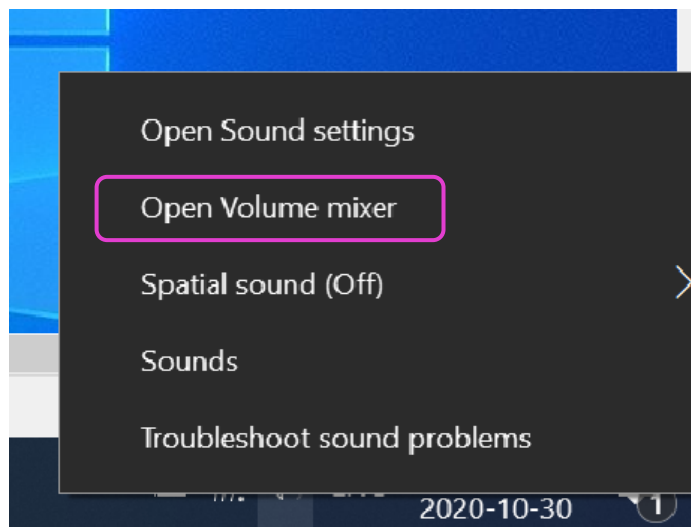 Open Sound settings
Open Volume mixer
Spatial sound (Off)
Sounds
Troubleshoot sound problems
2020-10-30
1